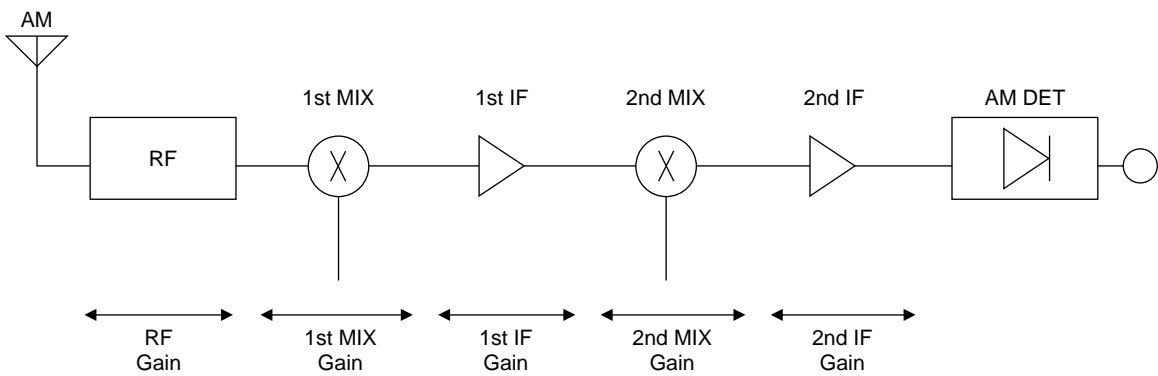 AM
1st MIX
1st IF
2nd MIX
2nd IF
AM DET
RF
RF
Gain
1st MIX
Gain
1st IF
Gain
2nd MIX
Gain
2nd IF
Gain